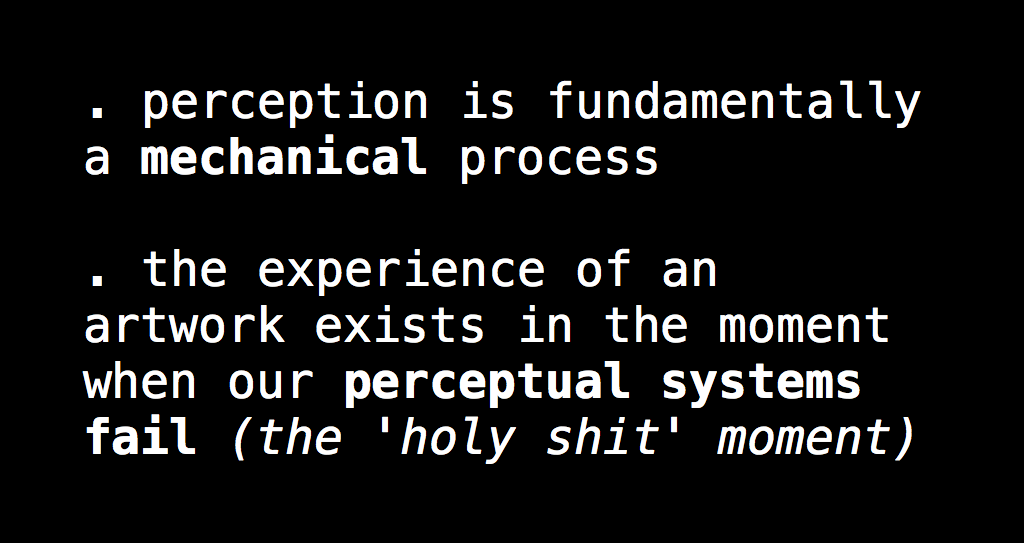 . perception is fundamentally
a mechanical process
. the experience of an
artwork exists in the moment
when our perceptual systems
fail (the 'holy shit' moment)